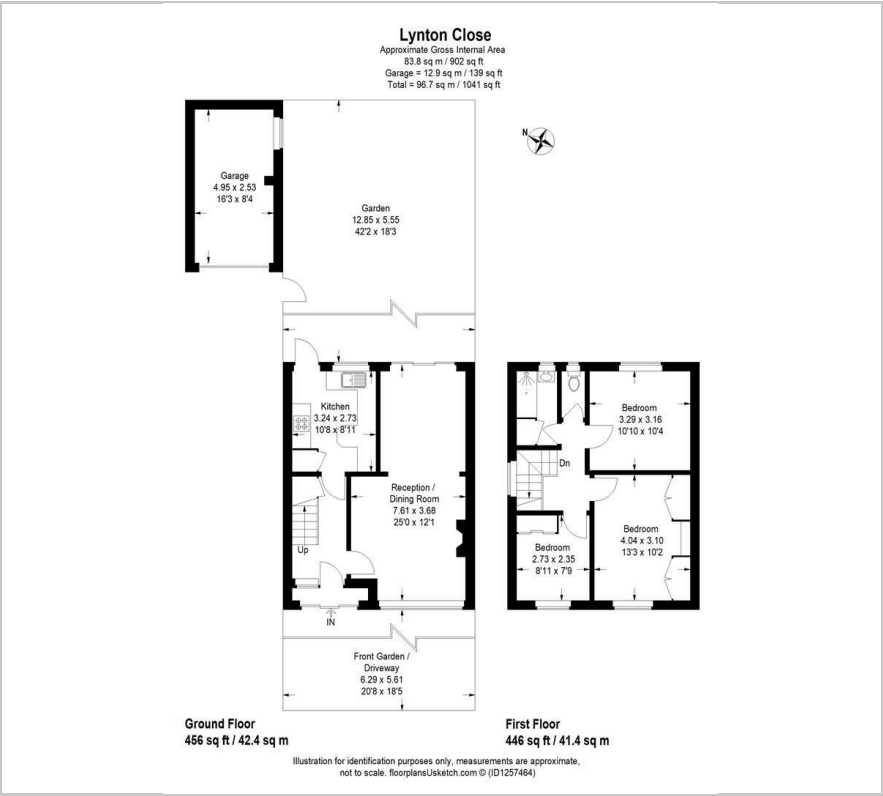 Lynton Close
Approximate Gross Internal Area
83.8 sq m / 902 sq ft
Garage = 12.9 sq m / 139 sq ft
Total = 96.7 sq m / 1041 sq ft
N
Garage
4.95 x 2.53
16'3 x 8'4
Garden
12.85 x 5.55
42'2 x 18'3
Kitchen
3.24 x 2.73
10'8 x 8'11
Reception /
Dining Room
7.61 x 3.68
25'0 x 12'1
Up
IN
Front Garden /
Driveway
6.29 x 5.61
20'8 x 18'5
Bedroom
3.29 x 3.16
10'10 x 10'4
Dn
Bedroom
4.04 x 3.10
13'3 x 10'2
Bedroom
2.73 x 2.35
8'11 x 7'9
Ground Floor
456 sq ft / 42.4 sq m
First Floor
446 sq ft / 41.4 sq m
Illustration for identification purposes only, measurements are approximate,
not to scale. floorplansUsketch.com © (ID1257464)